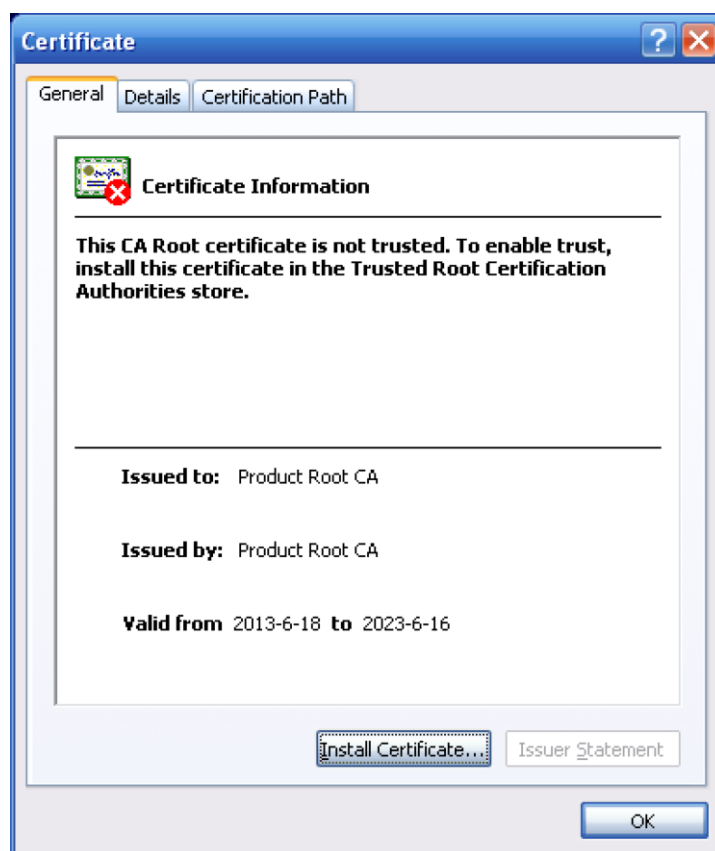 Certificate
General Details Certification Path
Certificate Information
This CA Root certificate is not trusted. To enable trust,
install this certificate in the Trusted Root Certification
Authorities store.
Issued to: Product Root CA
Issued by: Product Root CA
Valid from 2013-6-18 to 2023-6-16
Install Certificate... Issuer Statement
OK